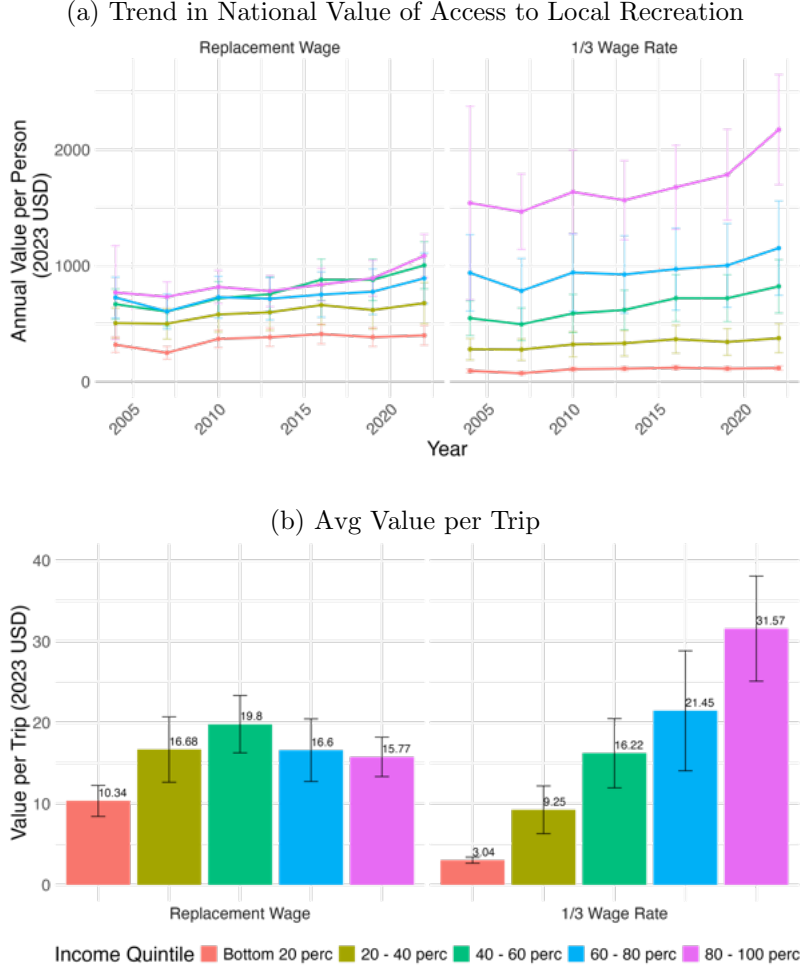 (a) Trend in National Value of Access to Local Recreation
Replacement Wage
1/3 Wage Rate
Annual Value per Person
(2023 USD)
2000
1000
0
2005
2010
2015
2020
2005
2010
2015
2020
Year
(b) Avg Value per Trip
Value per Trip (2023 USD)
40
30
20
10
0
10.34
16.68
19.8
16.6
15.77
3.04
9.25
16.22
21.45
31.57
Replacement Wage
1/3 Wage Rate
Income Quintile
Bottom 20 perc
20 - 40 perc
40 - 60 perc
60 - 80 perc
80 - 100 perc